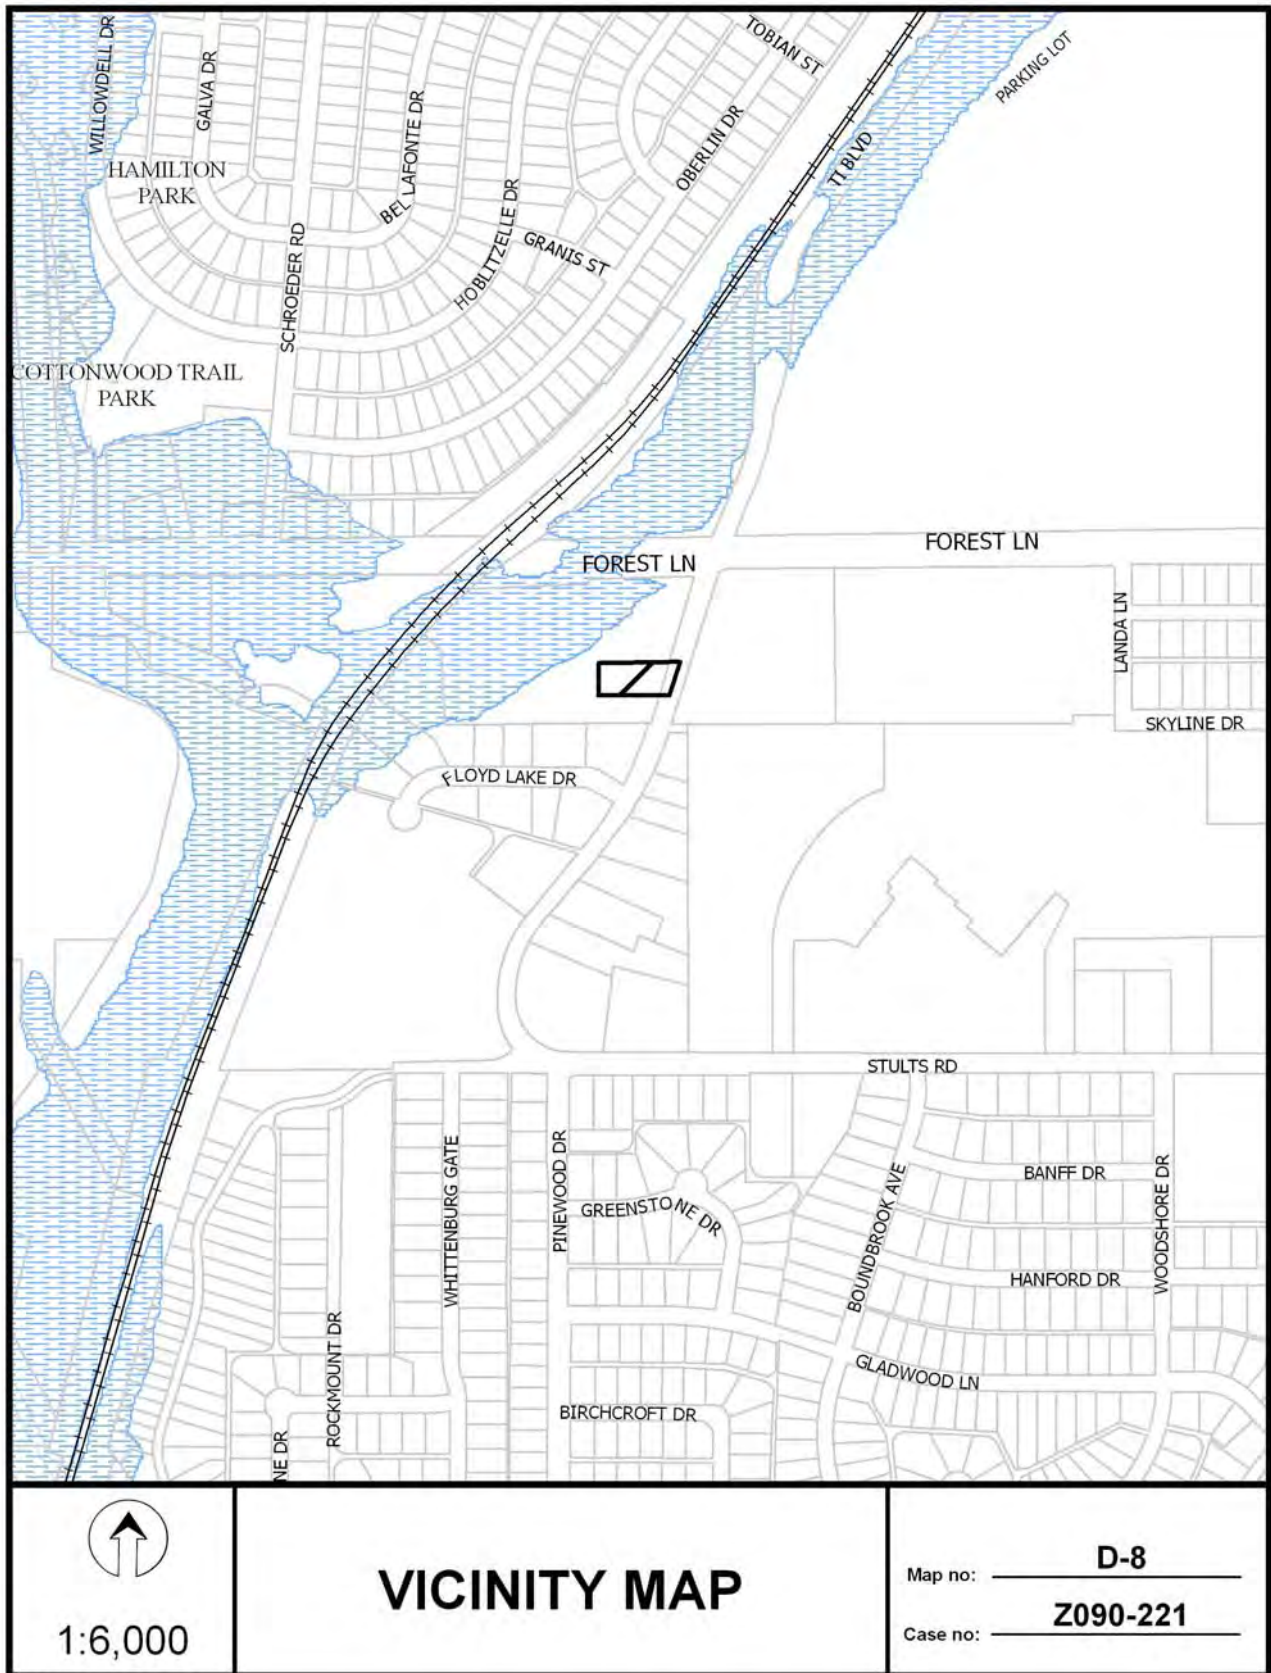 TOBIAN ST
PARKING LOT
WILLOWDELL DR
GALVA DR
BEL LAFONTE DR
OBERLIN DR
TI BLVD
HAMILTON
PARK
HOBLITZELLE DR
GRANIS ST
SCHROEDER RD
COTTONWOOD TRAIL
PARK
FOREST LN
FOREST LN
LANDA LN
SKYLINE DR
FLOYD LAKE DR
STULTS RD
WHITTENBURG GATE
PINEWOOD DR
GREENSTONE DR
BOUNDBROOK AVE
BANFF DR
WOODSHORE DR
HANFORD DR
ROCKMOUNT DR
GLADWOOD LN
BIRCHCROFT DR
NE DR
1:6,000
VICINITY MAP
Map no: D-8
Case no: Z090-221